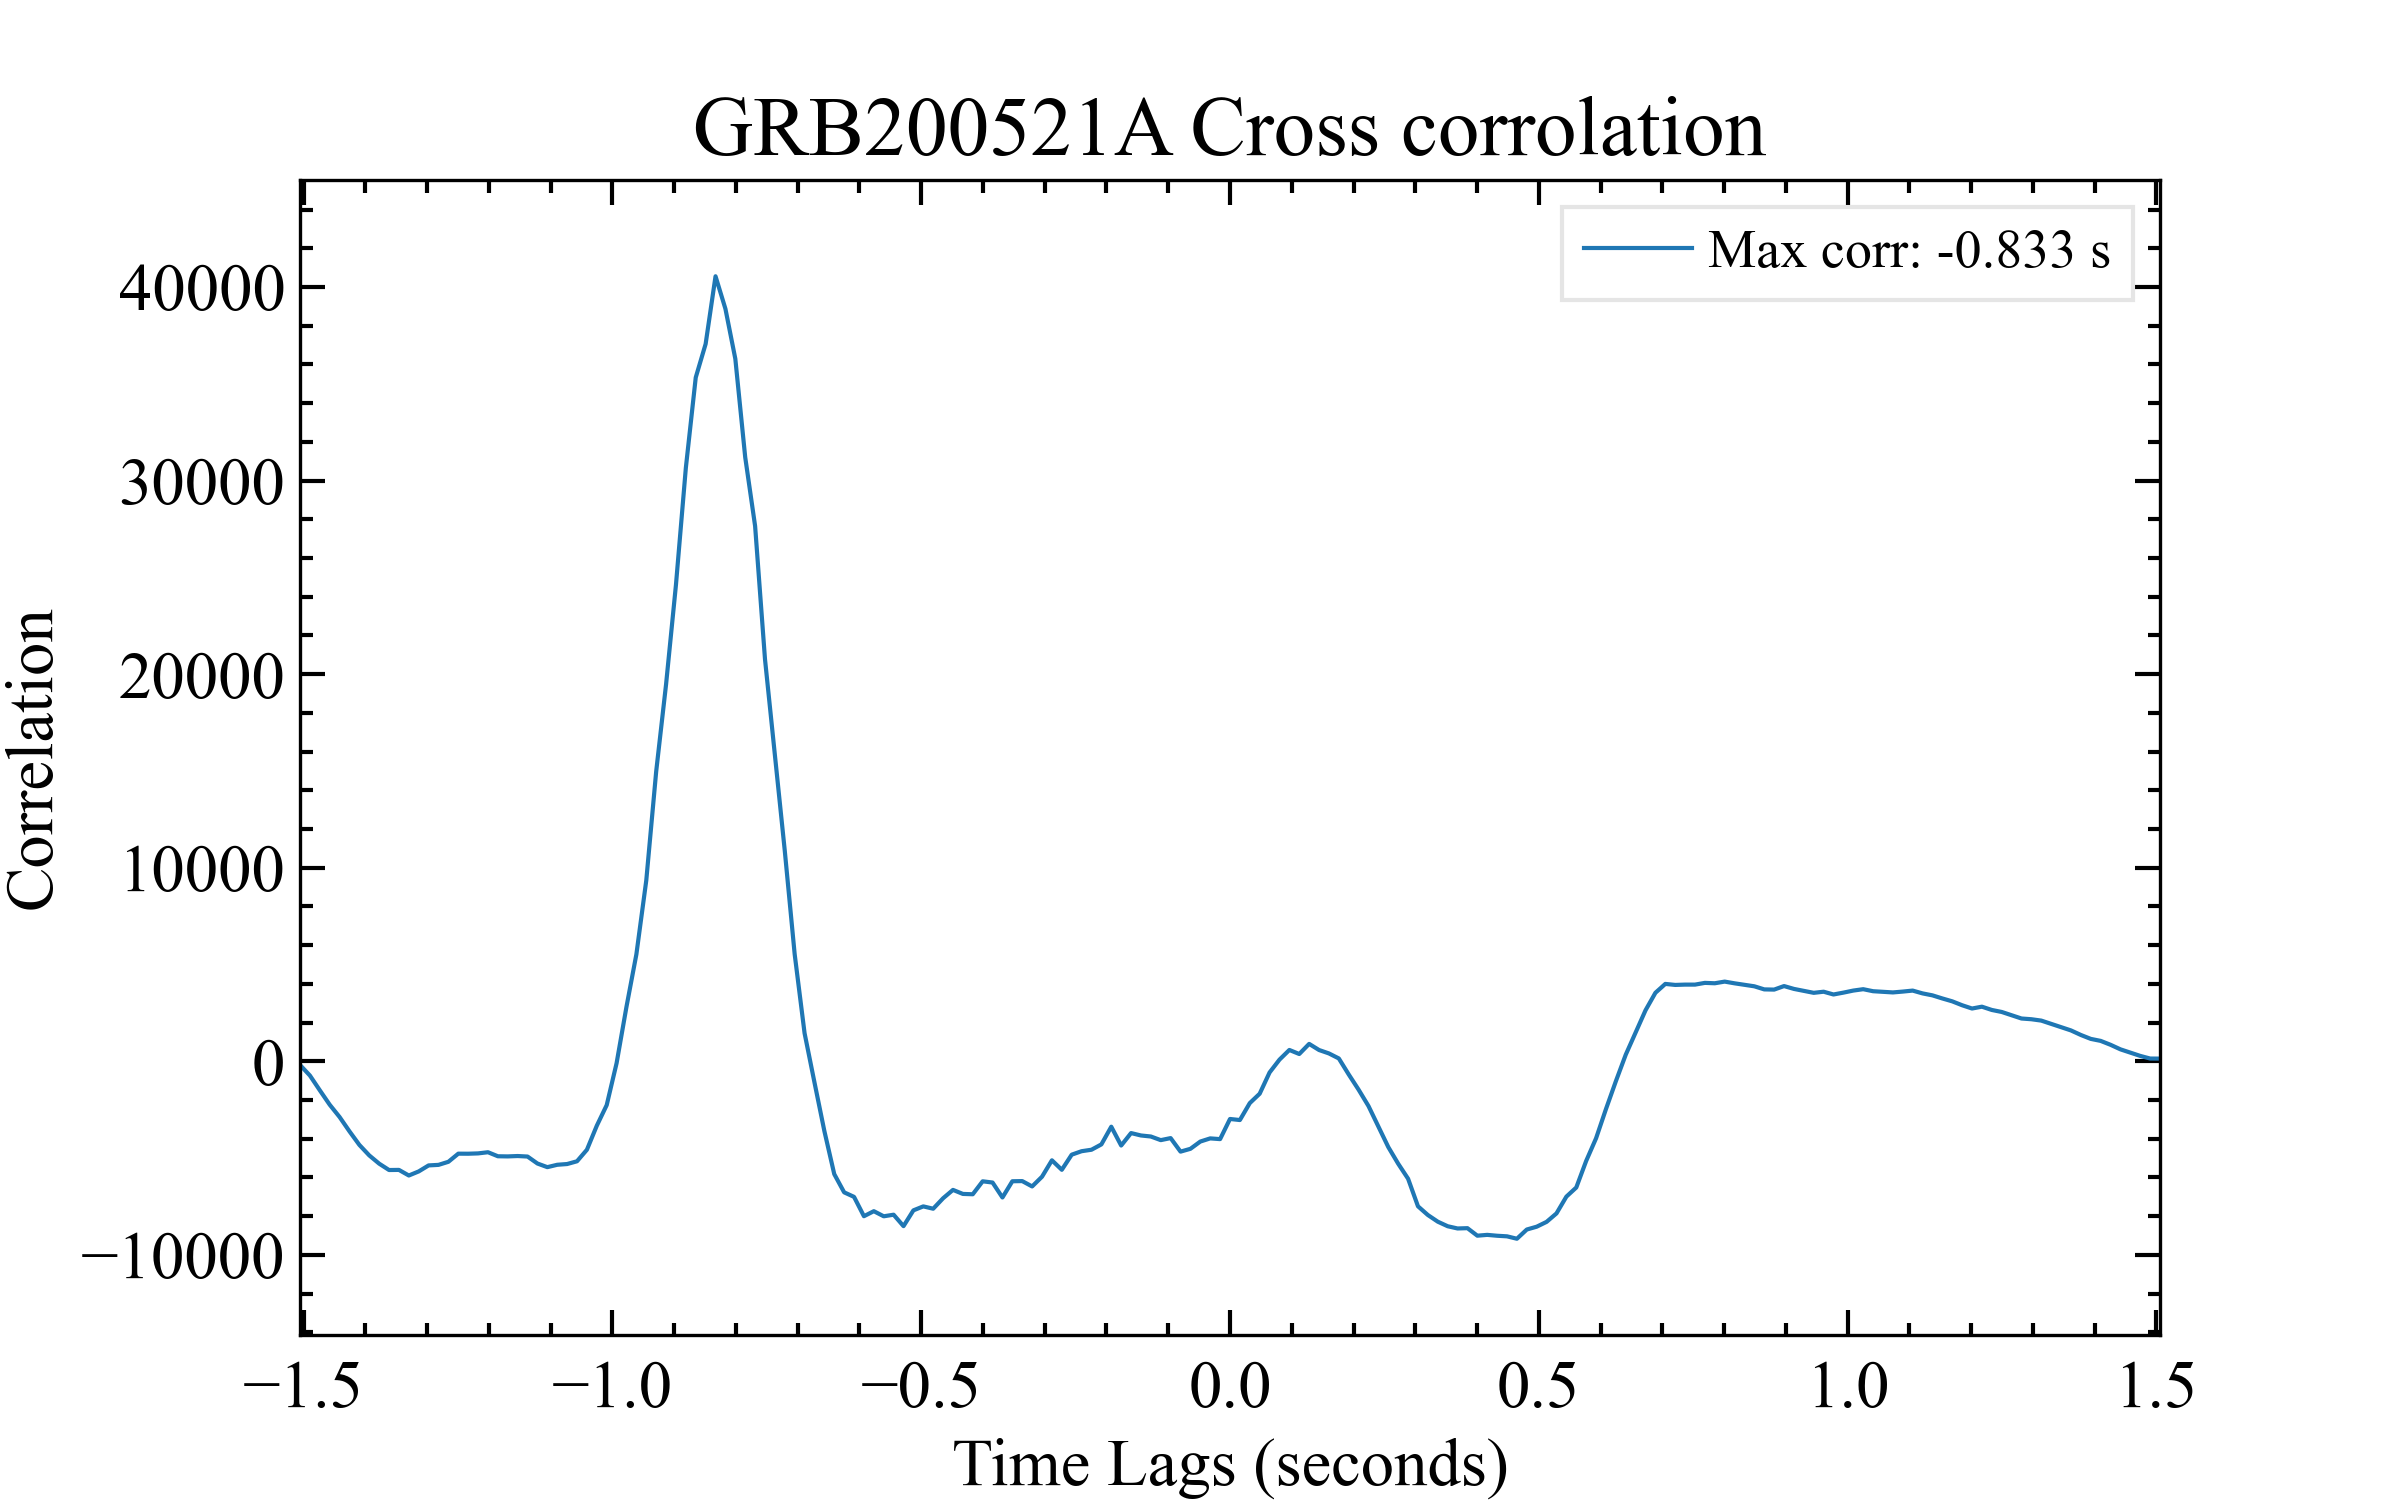 GRB200521A Cross corrolation
Max corr: -0.833 s
Correlation
40000
30000
20000
10000
0
−10000
−1.5 −1.0 −0.5 0.0 0.5 1.0 1.5
Time Lags (seconds)